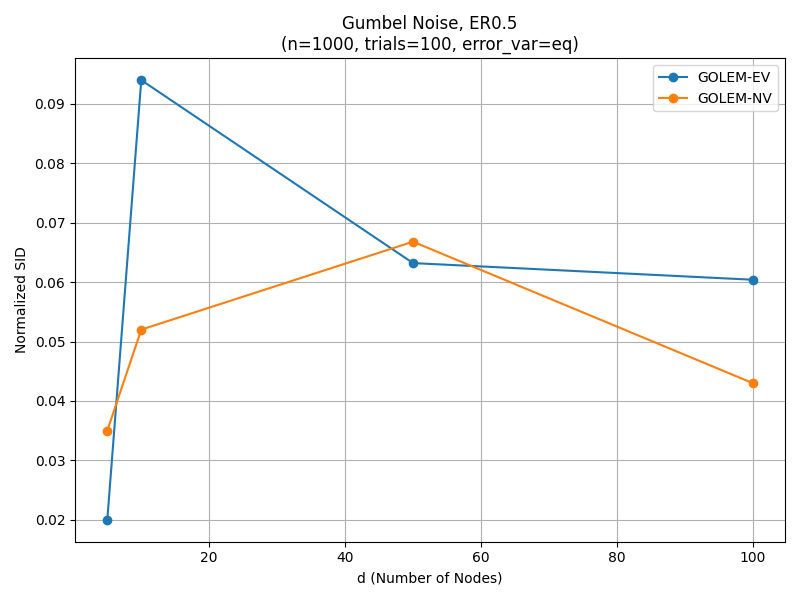 Gumbel Noise, ER0.5
(n=1000, trials=100, error_var=eq)
GOLEM-EV
GOLEM-NV
Normalized SID
0.09
0.08
0.07
0.06
0.05
0.04
0.03
0.02
20 40 60 80 100
d (Number of Nodes)